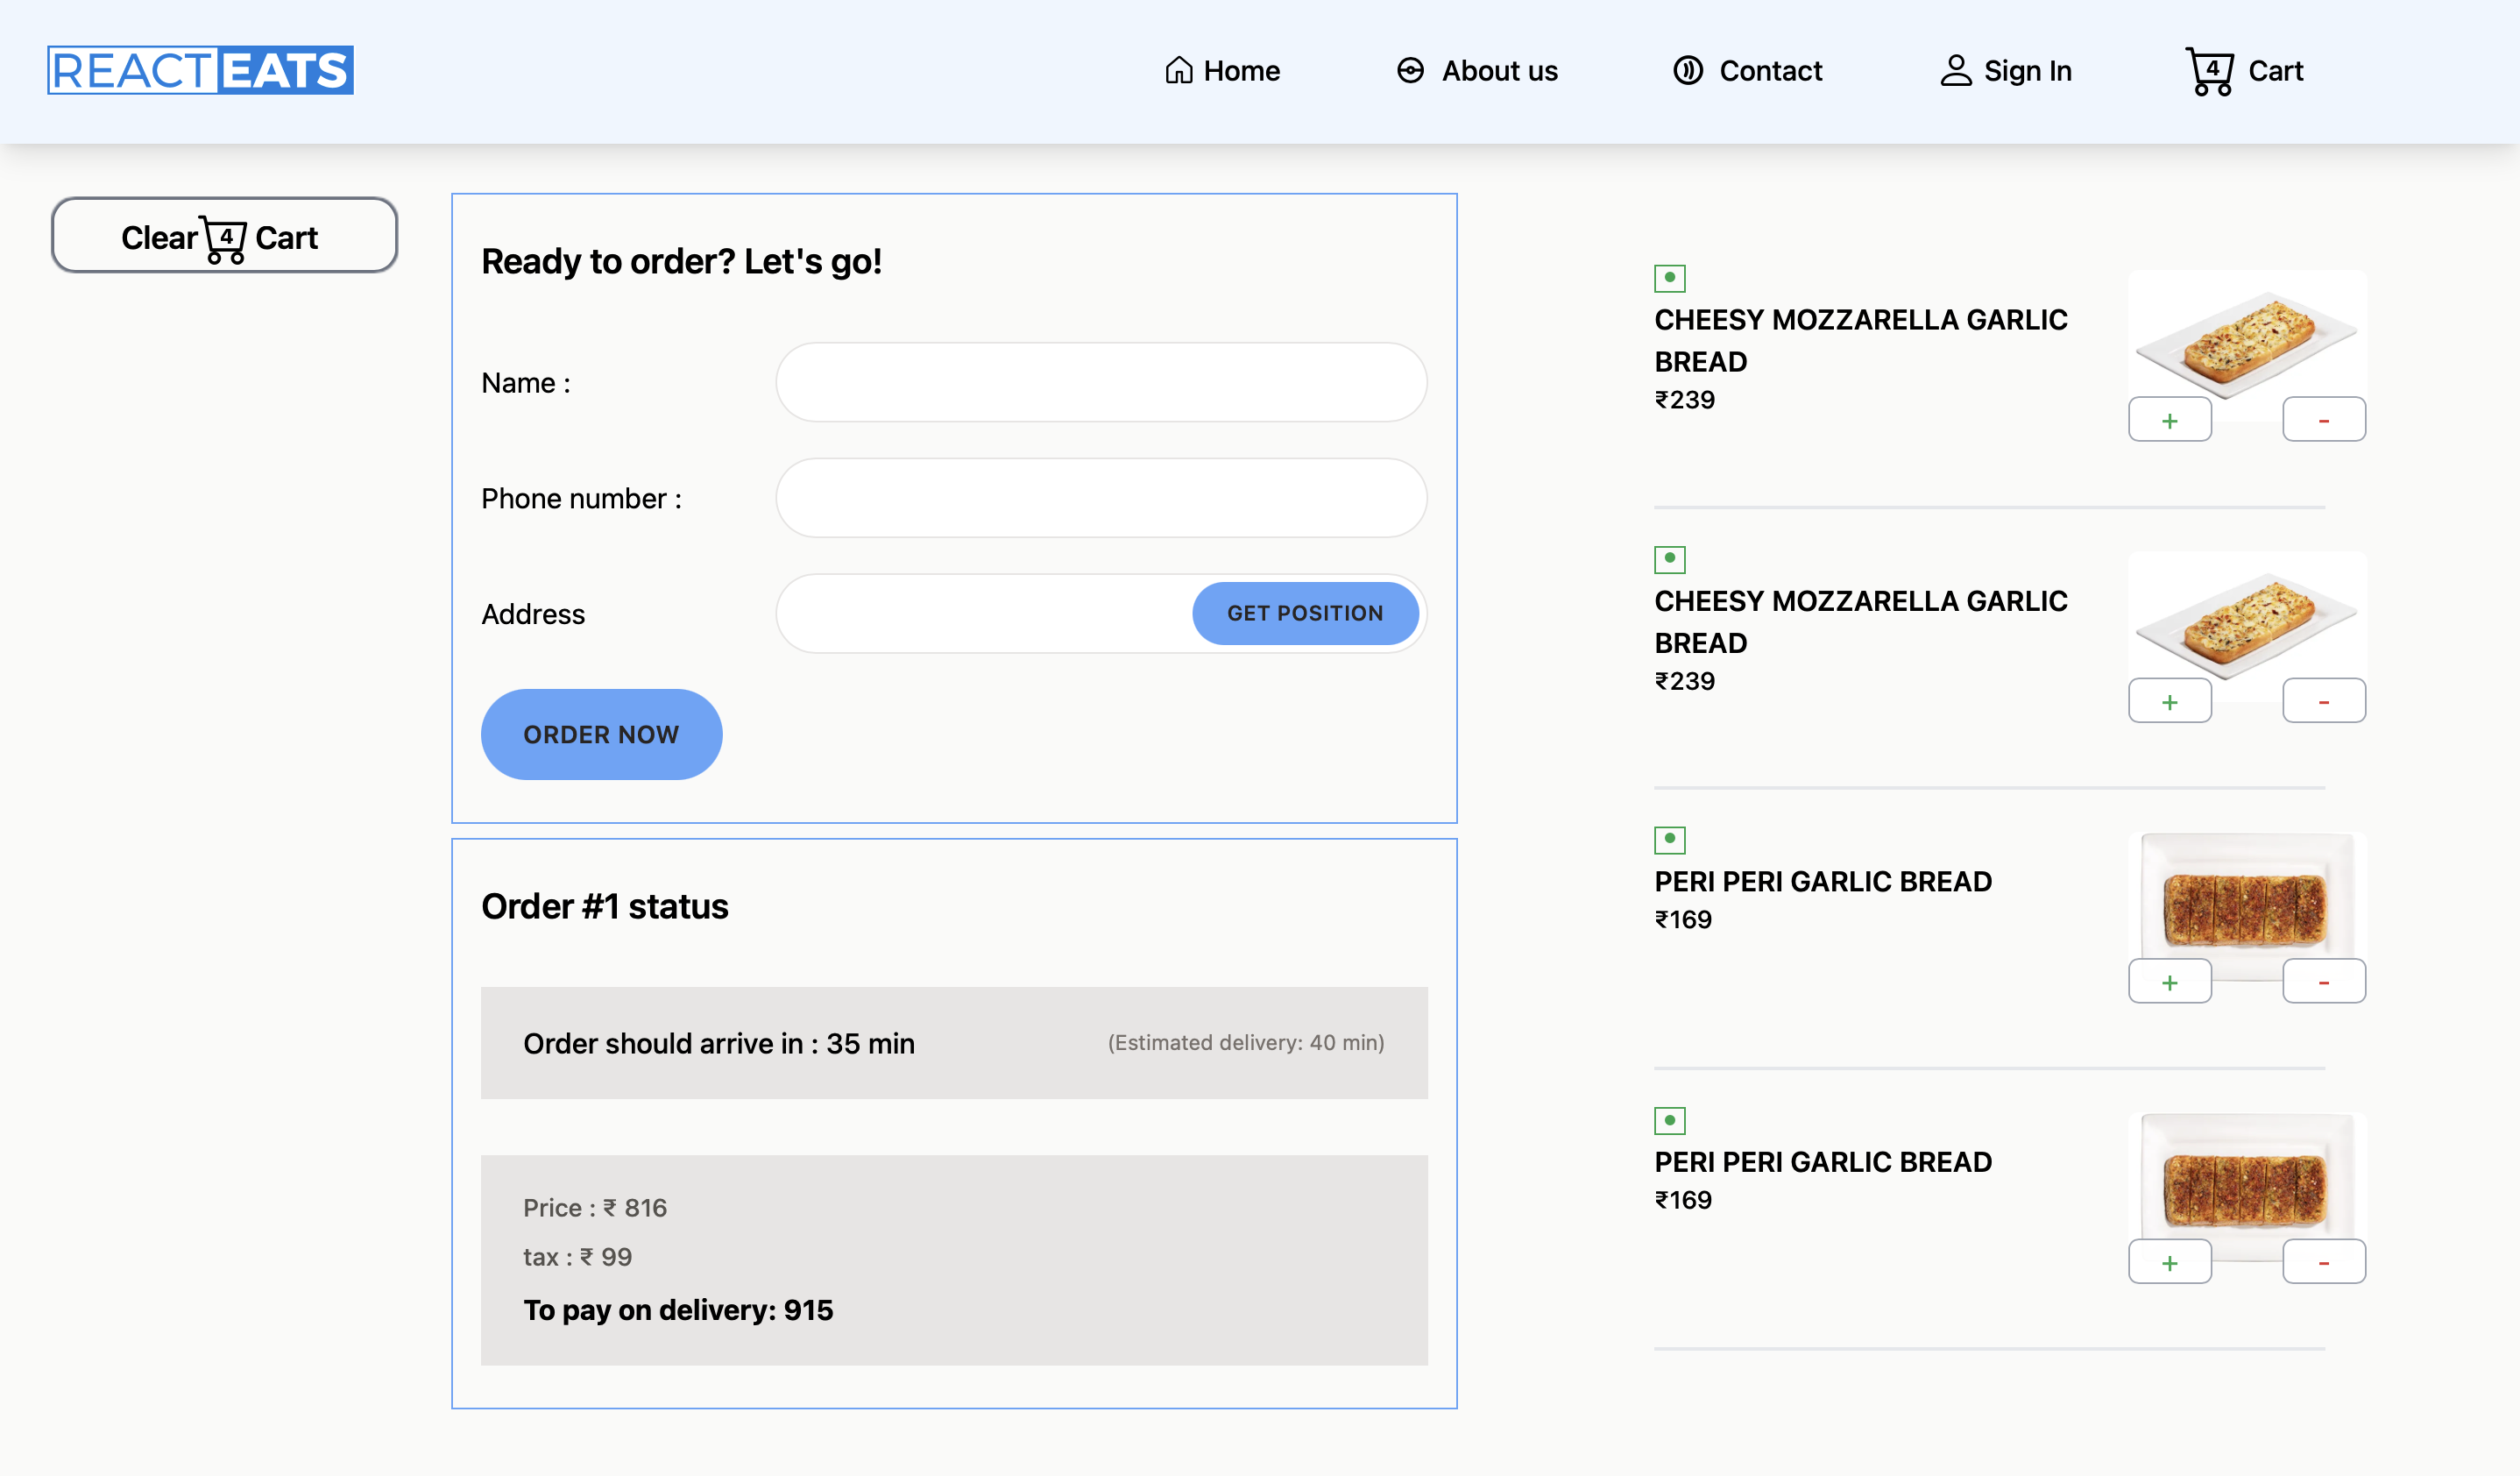 REACTEATS
Home
About us
Contact
Sign In
4 Cart
Clear 4 Cart
Ready to order? Let's go!
Name :
Phone number :
Address
GET POSITION
ORDER NOW
Order #1 status
Order should arrive in : 35 min
(Estimated delivery: 40 min)
Price : ₹ 816
tax : ₹ 99
To pay on delivery: 915
CHEESY MOZZARELLA GARLIC
BREAD
₹239
+ -
CHEESY MOZZARELLA GARLIC
BREAD
₹239
+ -
PERI PERI GARLIC BREAD
₹169
+ -
PERI PERI GARLIC BREAD
₹169
+ -